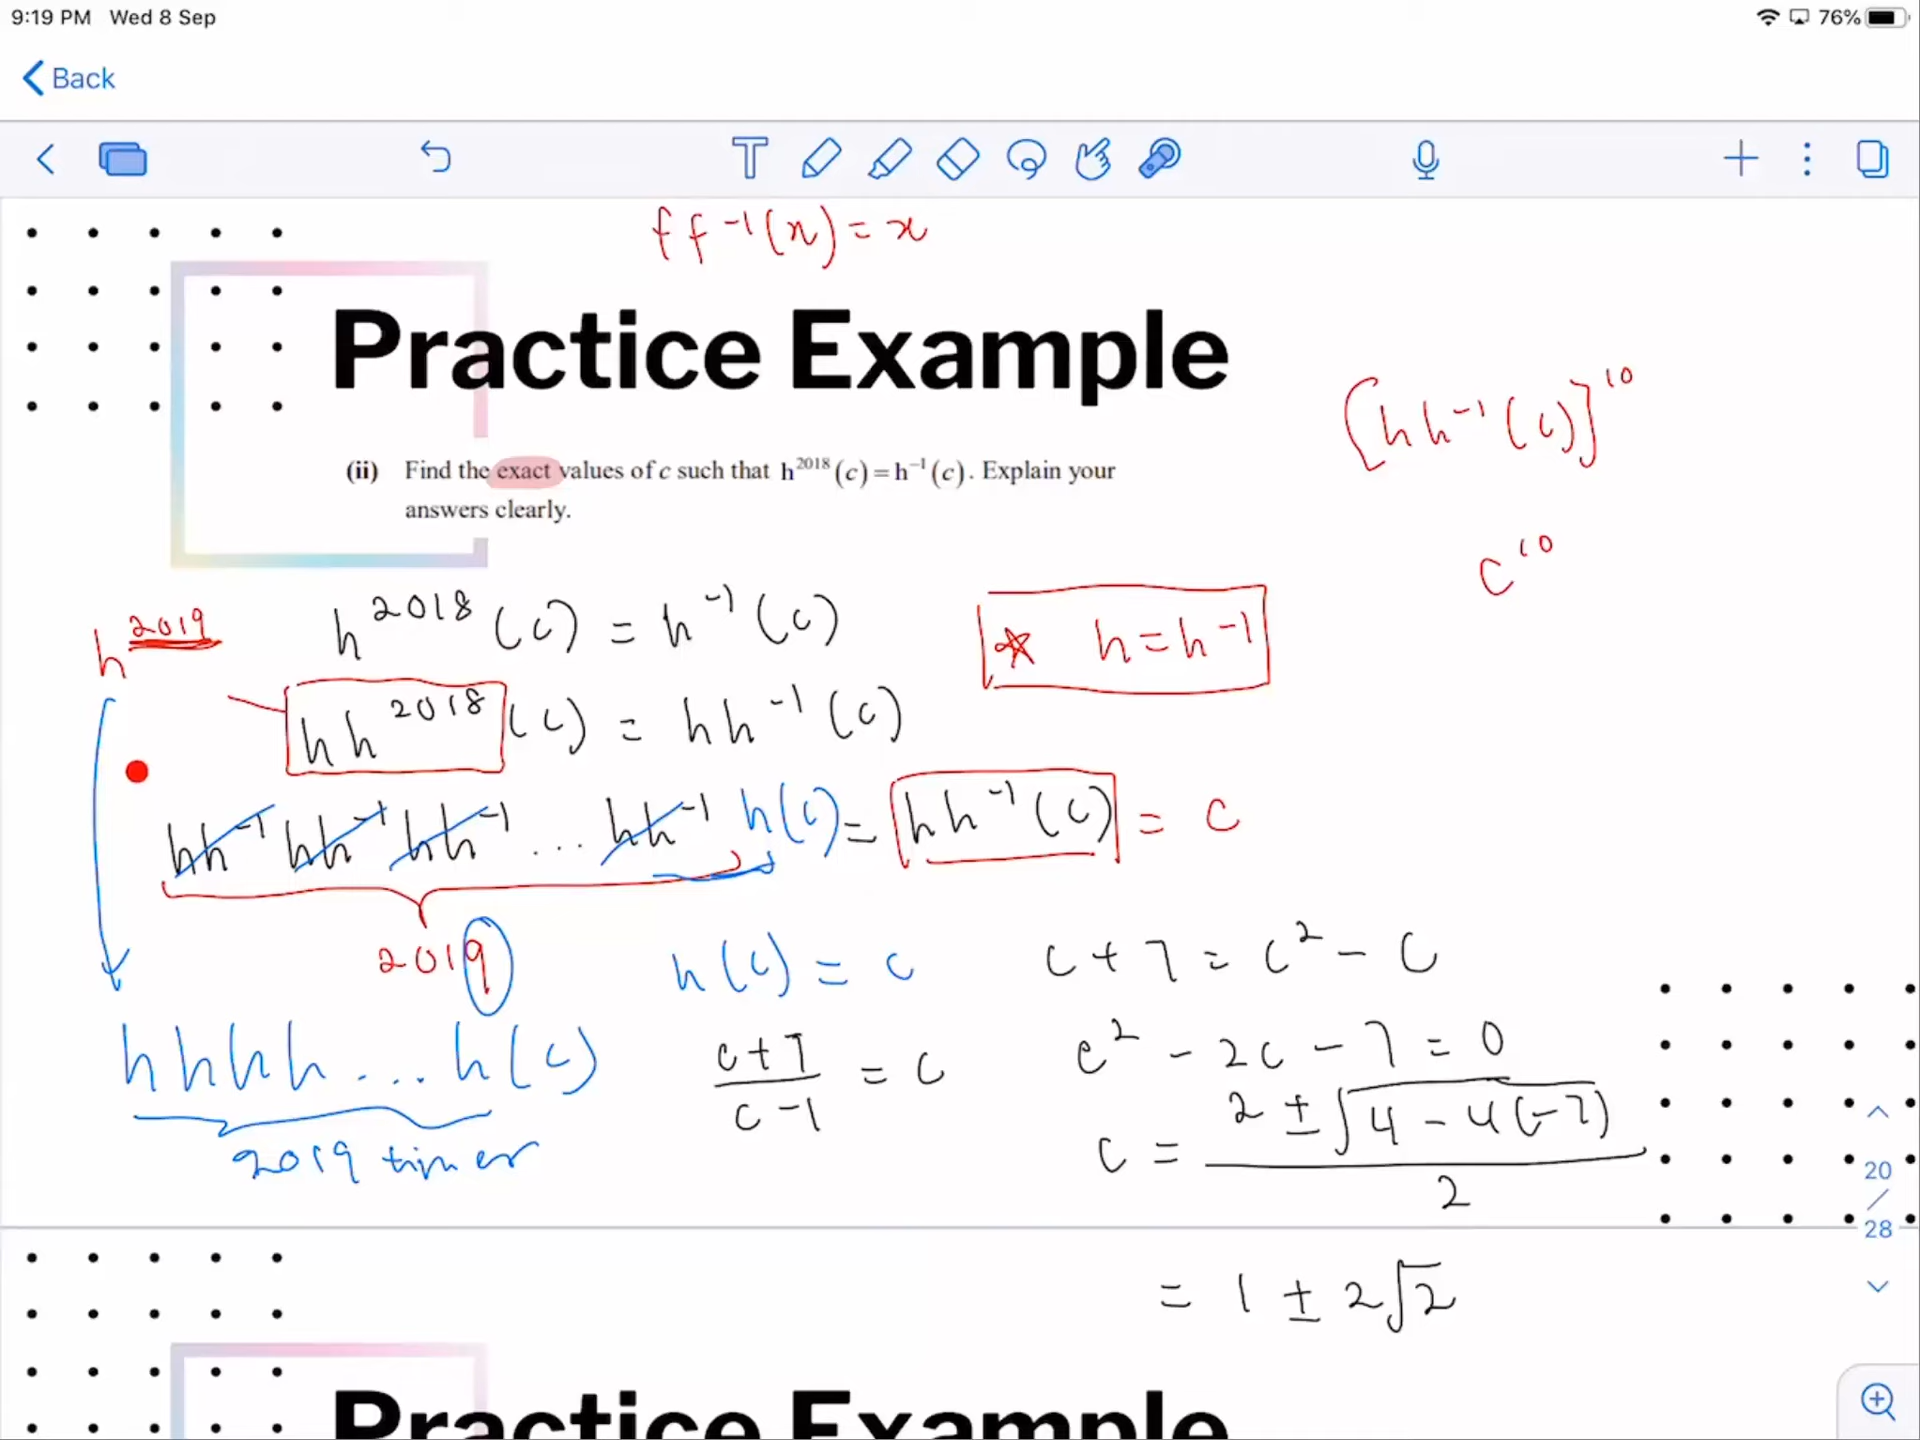 9:19 PM Wed 8 Sep 76%
Back
T
f f⁻¹(x) = x
Practice Example
[h h⁻¹(c)]¹⁰
(ii) Find the exact values of c such that h²⁰¹⁸(c)=h⁻¹(c). Explain your
answers clearly.
c¹⁰
h²⁰¹⁹
h²⁰¹⁸(c) = h⁻¹(c)
h = h⁻¹
hh²⁰¹⁸(c) = hh⁻¹(c)
hh⁻¹ hh⁻¹ hh⁻¹ ... hh⁻¹ h(c) = hh⁻¹(c) = c
2019
h(c) = c
c + 7 = c² - c
hhhh....h(c)
2019 times
(c+7)/(c-1) = c
c² - 2c - 7 = 0
c = (2 ± √(4 - 4(-7)))/2
20
/
28
= 1 ± 2√2
Practice Example